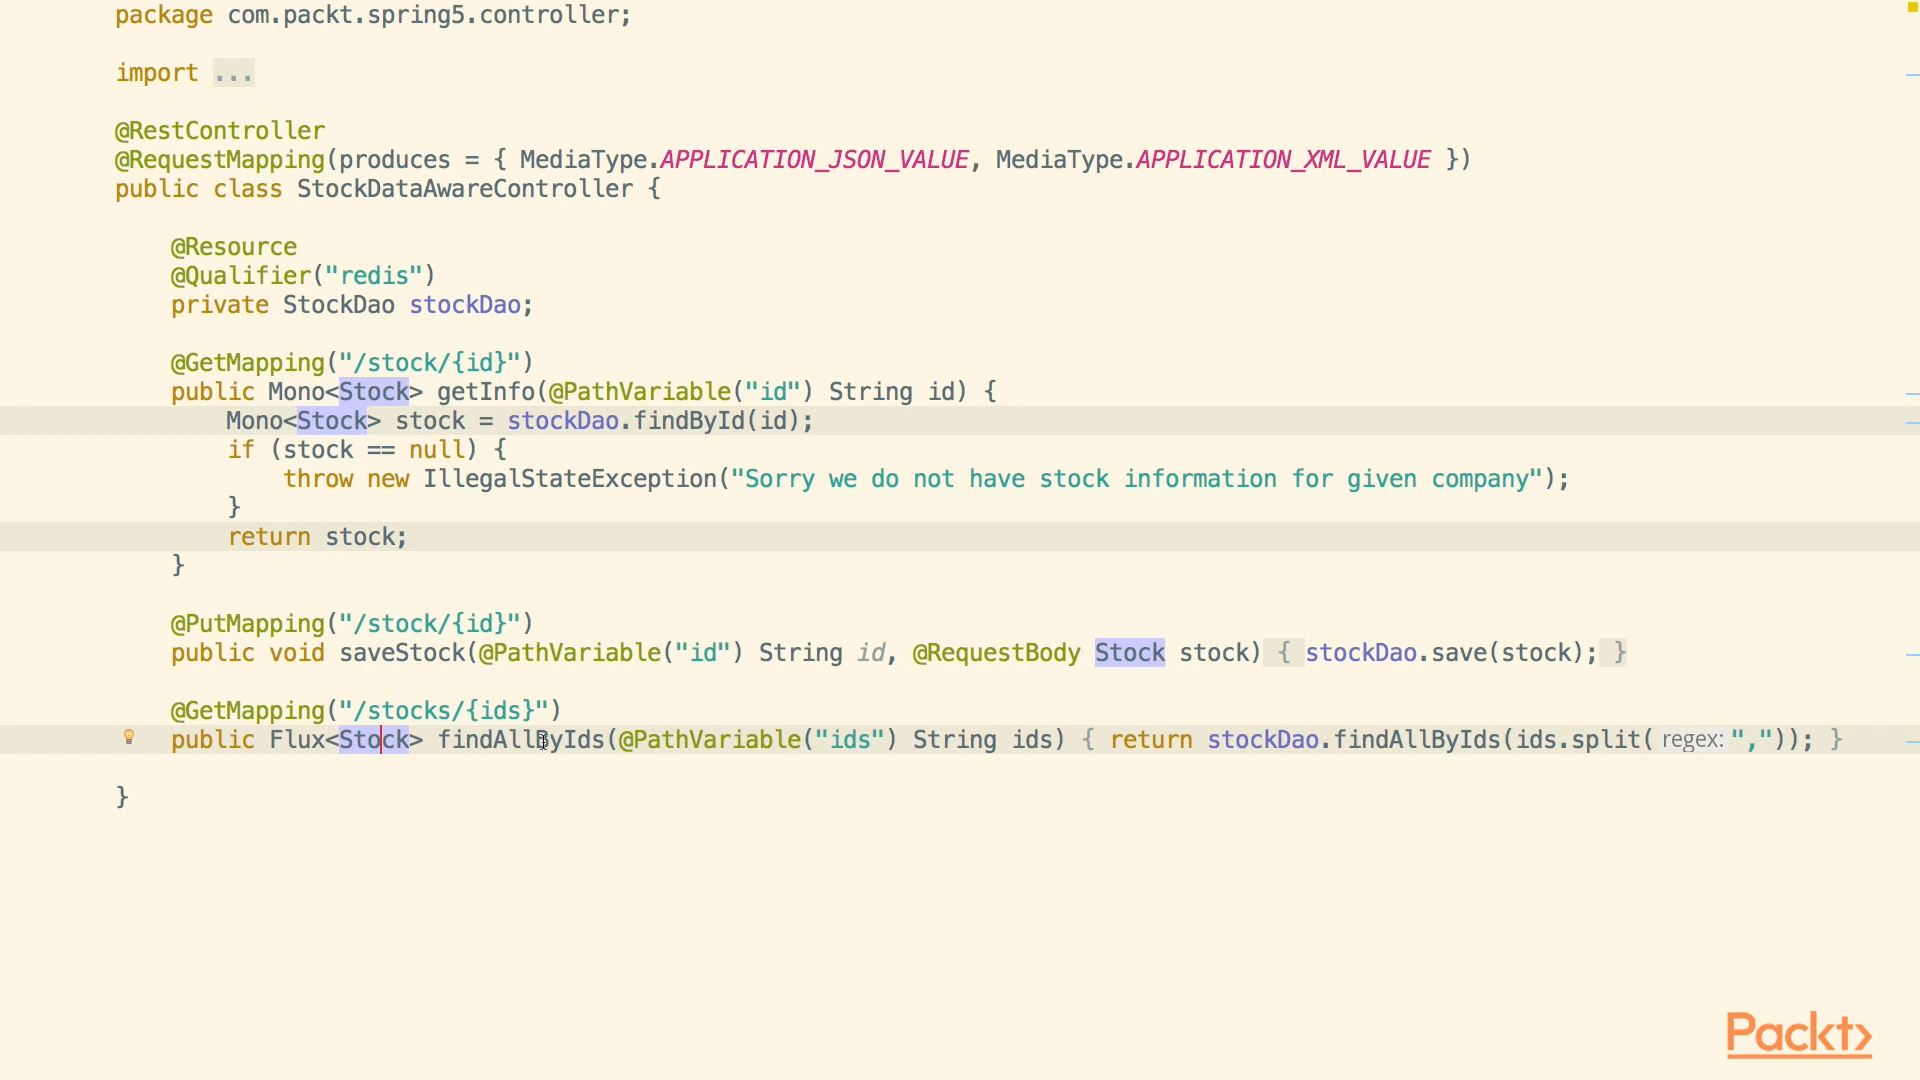 package com.packt.spring5.controller;
import ...
@RestController
@RequestMapping(produces = { MediaType.APPLICATION_JSON_VALUE, MediaType.APPLICATION_XML_VALUE })
public class StockDataAwareController {
@Resource
@Qualifier("redis")
private StockDao stockDao;
@GetMapping("/stock/{id}")
public Mono<Stock> getInfo(@PathVariable("id") String id) {
Mono<Stock> stock = stockDao.findById(id);
if (stock == null) {
throw new IllegalStateException("Sorry we do not have stock information for given company");
}
return stock;
}
@PutMapping("/stock/{id}")
public void saveStock(@PathVariable("id") String id, @RequestBody Stock stock) { stockDao.save(stock); }
@GetMapping("/stocks/{ids}")
public Flux<Stock> findAllByIds(@PathVariable("ids") String ids) { return stockDao.findAllByIds(ids.split( regex: ",")); }
}
Packt>